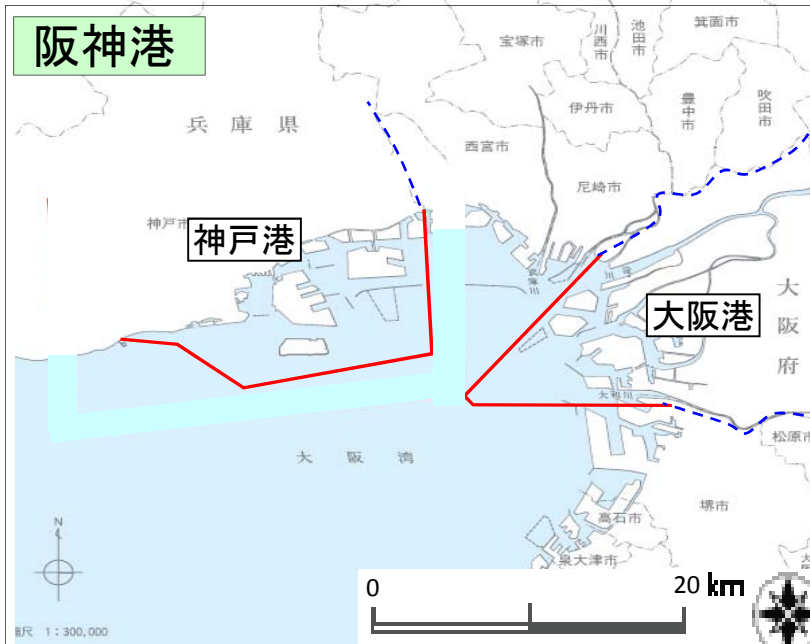 阪神港
箕面市
池田市
川西市
宝塚市
吹田市
豊中市
伊丹市
兵庫県
西宮市
尼崎市
神戸市
神戸港
大阪府
大阪港
大和川
松原市
大阪湾
堺市
高石市
泉大津市
N
0
20 km
縮尺 1:300,000